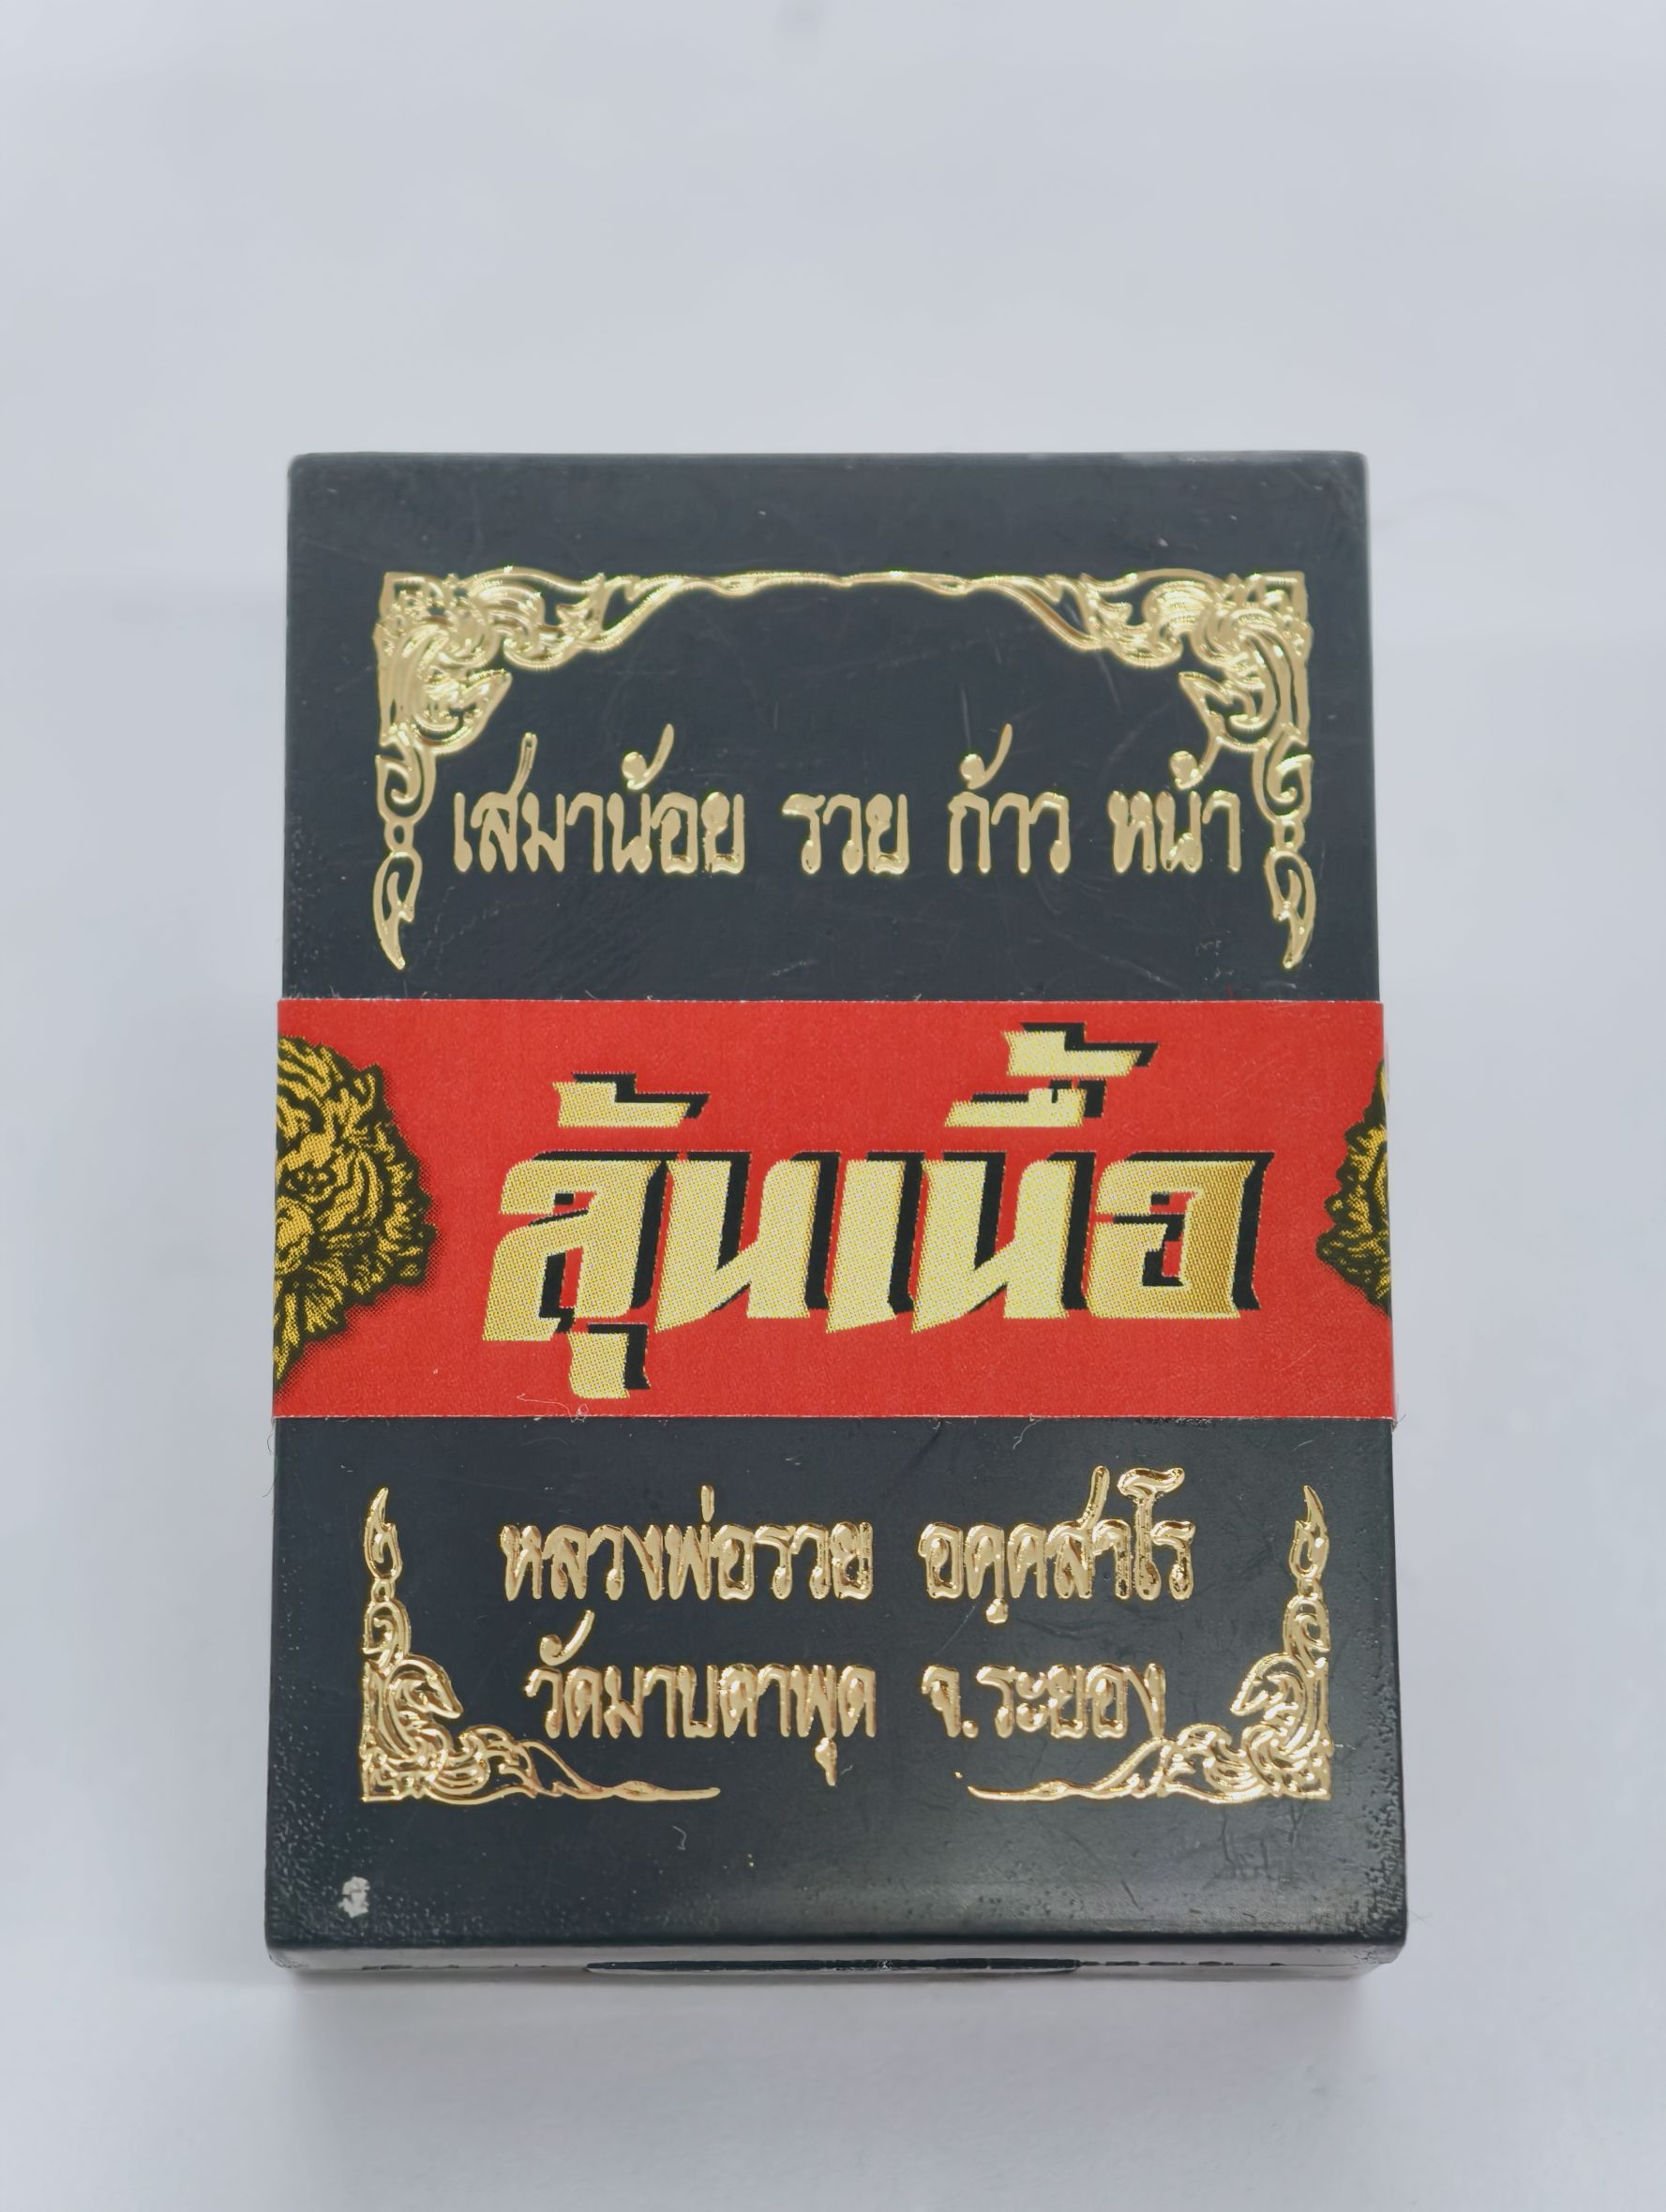 เสมาน้อย รวย ก้าว หน้า
ลุ้นเนื้อ
หลวงพ่อรวย อคฺคสาโร
วัดมาบตาพุด จ.ระยอง